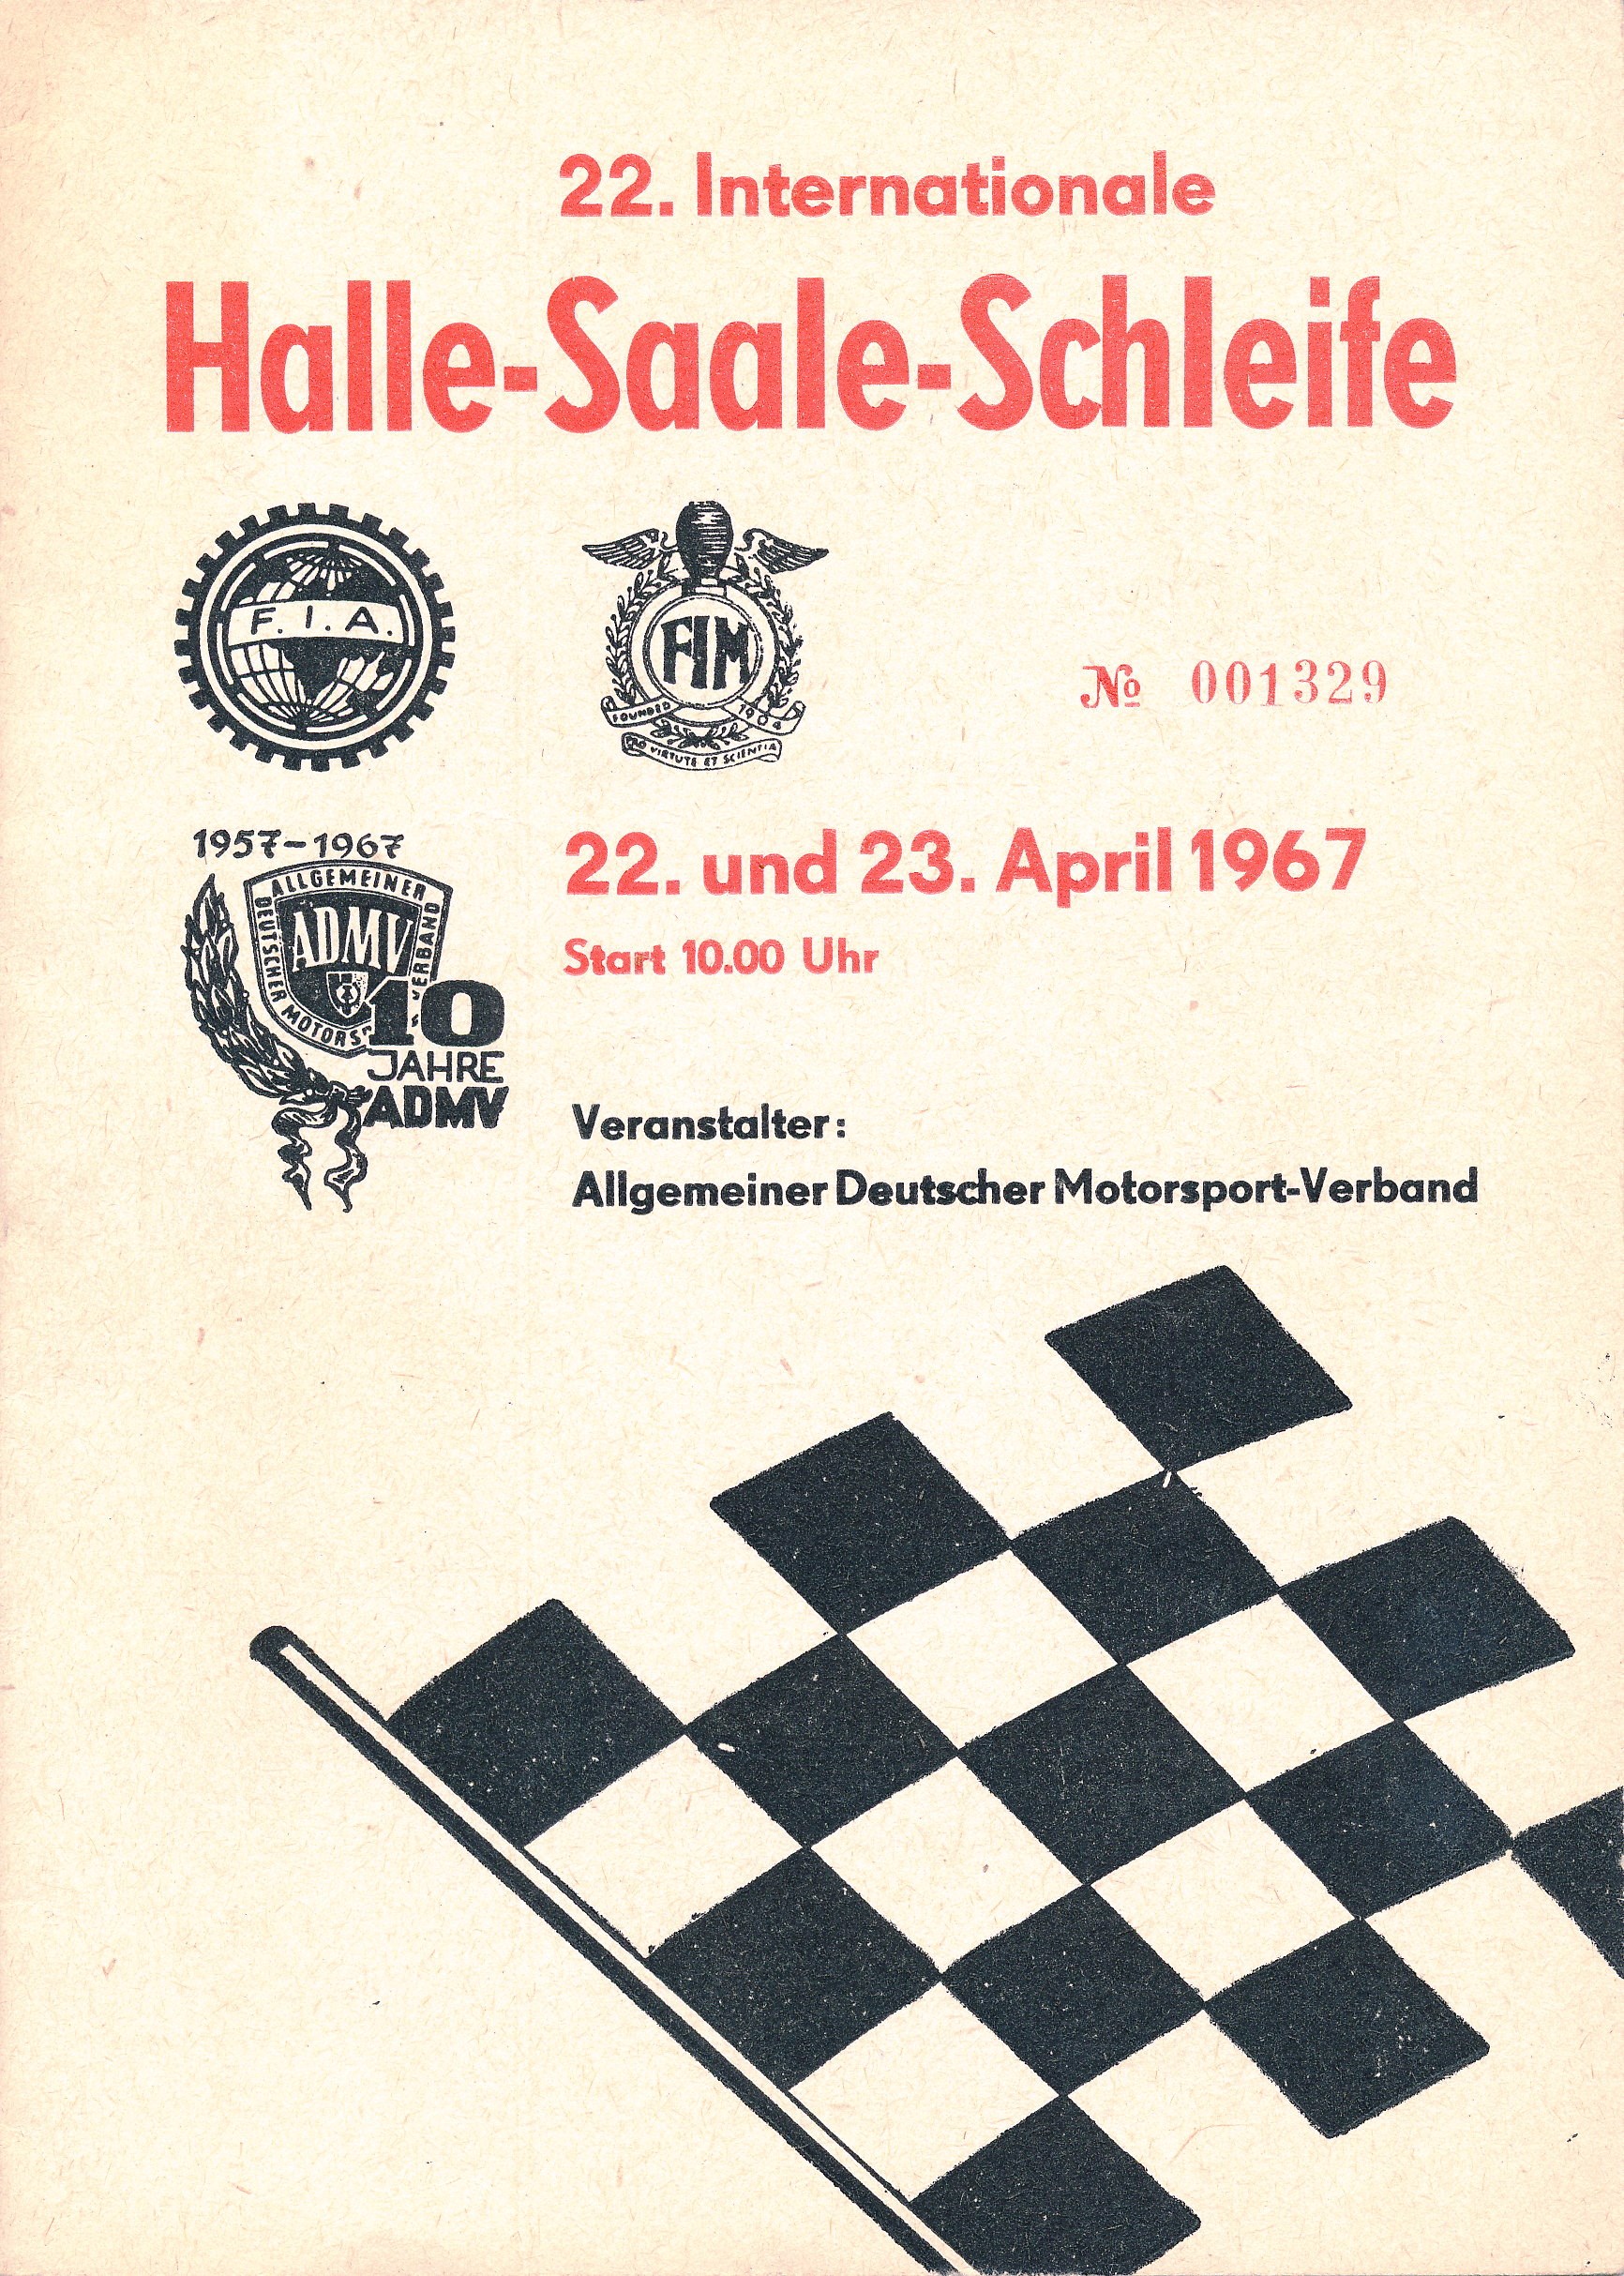 22. Internationale
Halle-Saale-Schleife
F. I. A.
FIM
FOUNDED 1904
PRO VIRTUTE ET SCIENTIA
№ 001329
1957-1967
ALLGEMEINER
DEUTSCHER MOTORSP VERBAND
ADMV
10
JAHRE
ADMV
22. und 23. April 1967
Start 10.00 Uhr
Veranstalter:
Allgemeiner Deutscher Motorsport-Verband